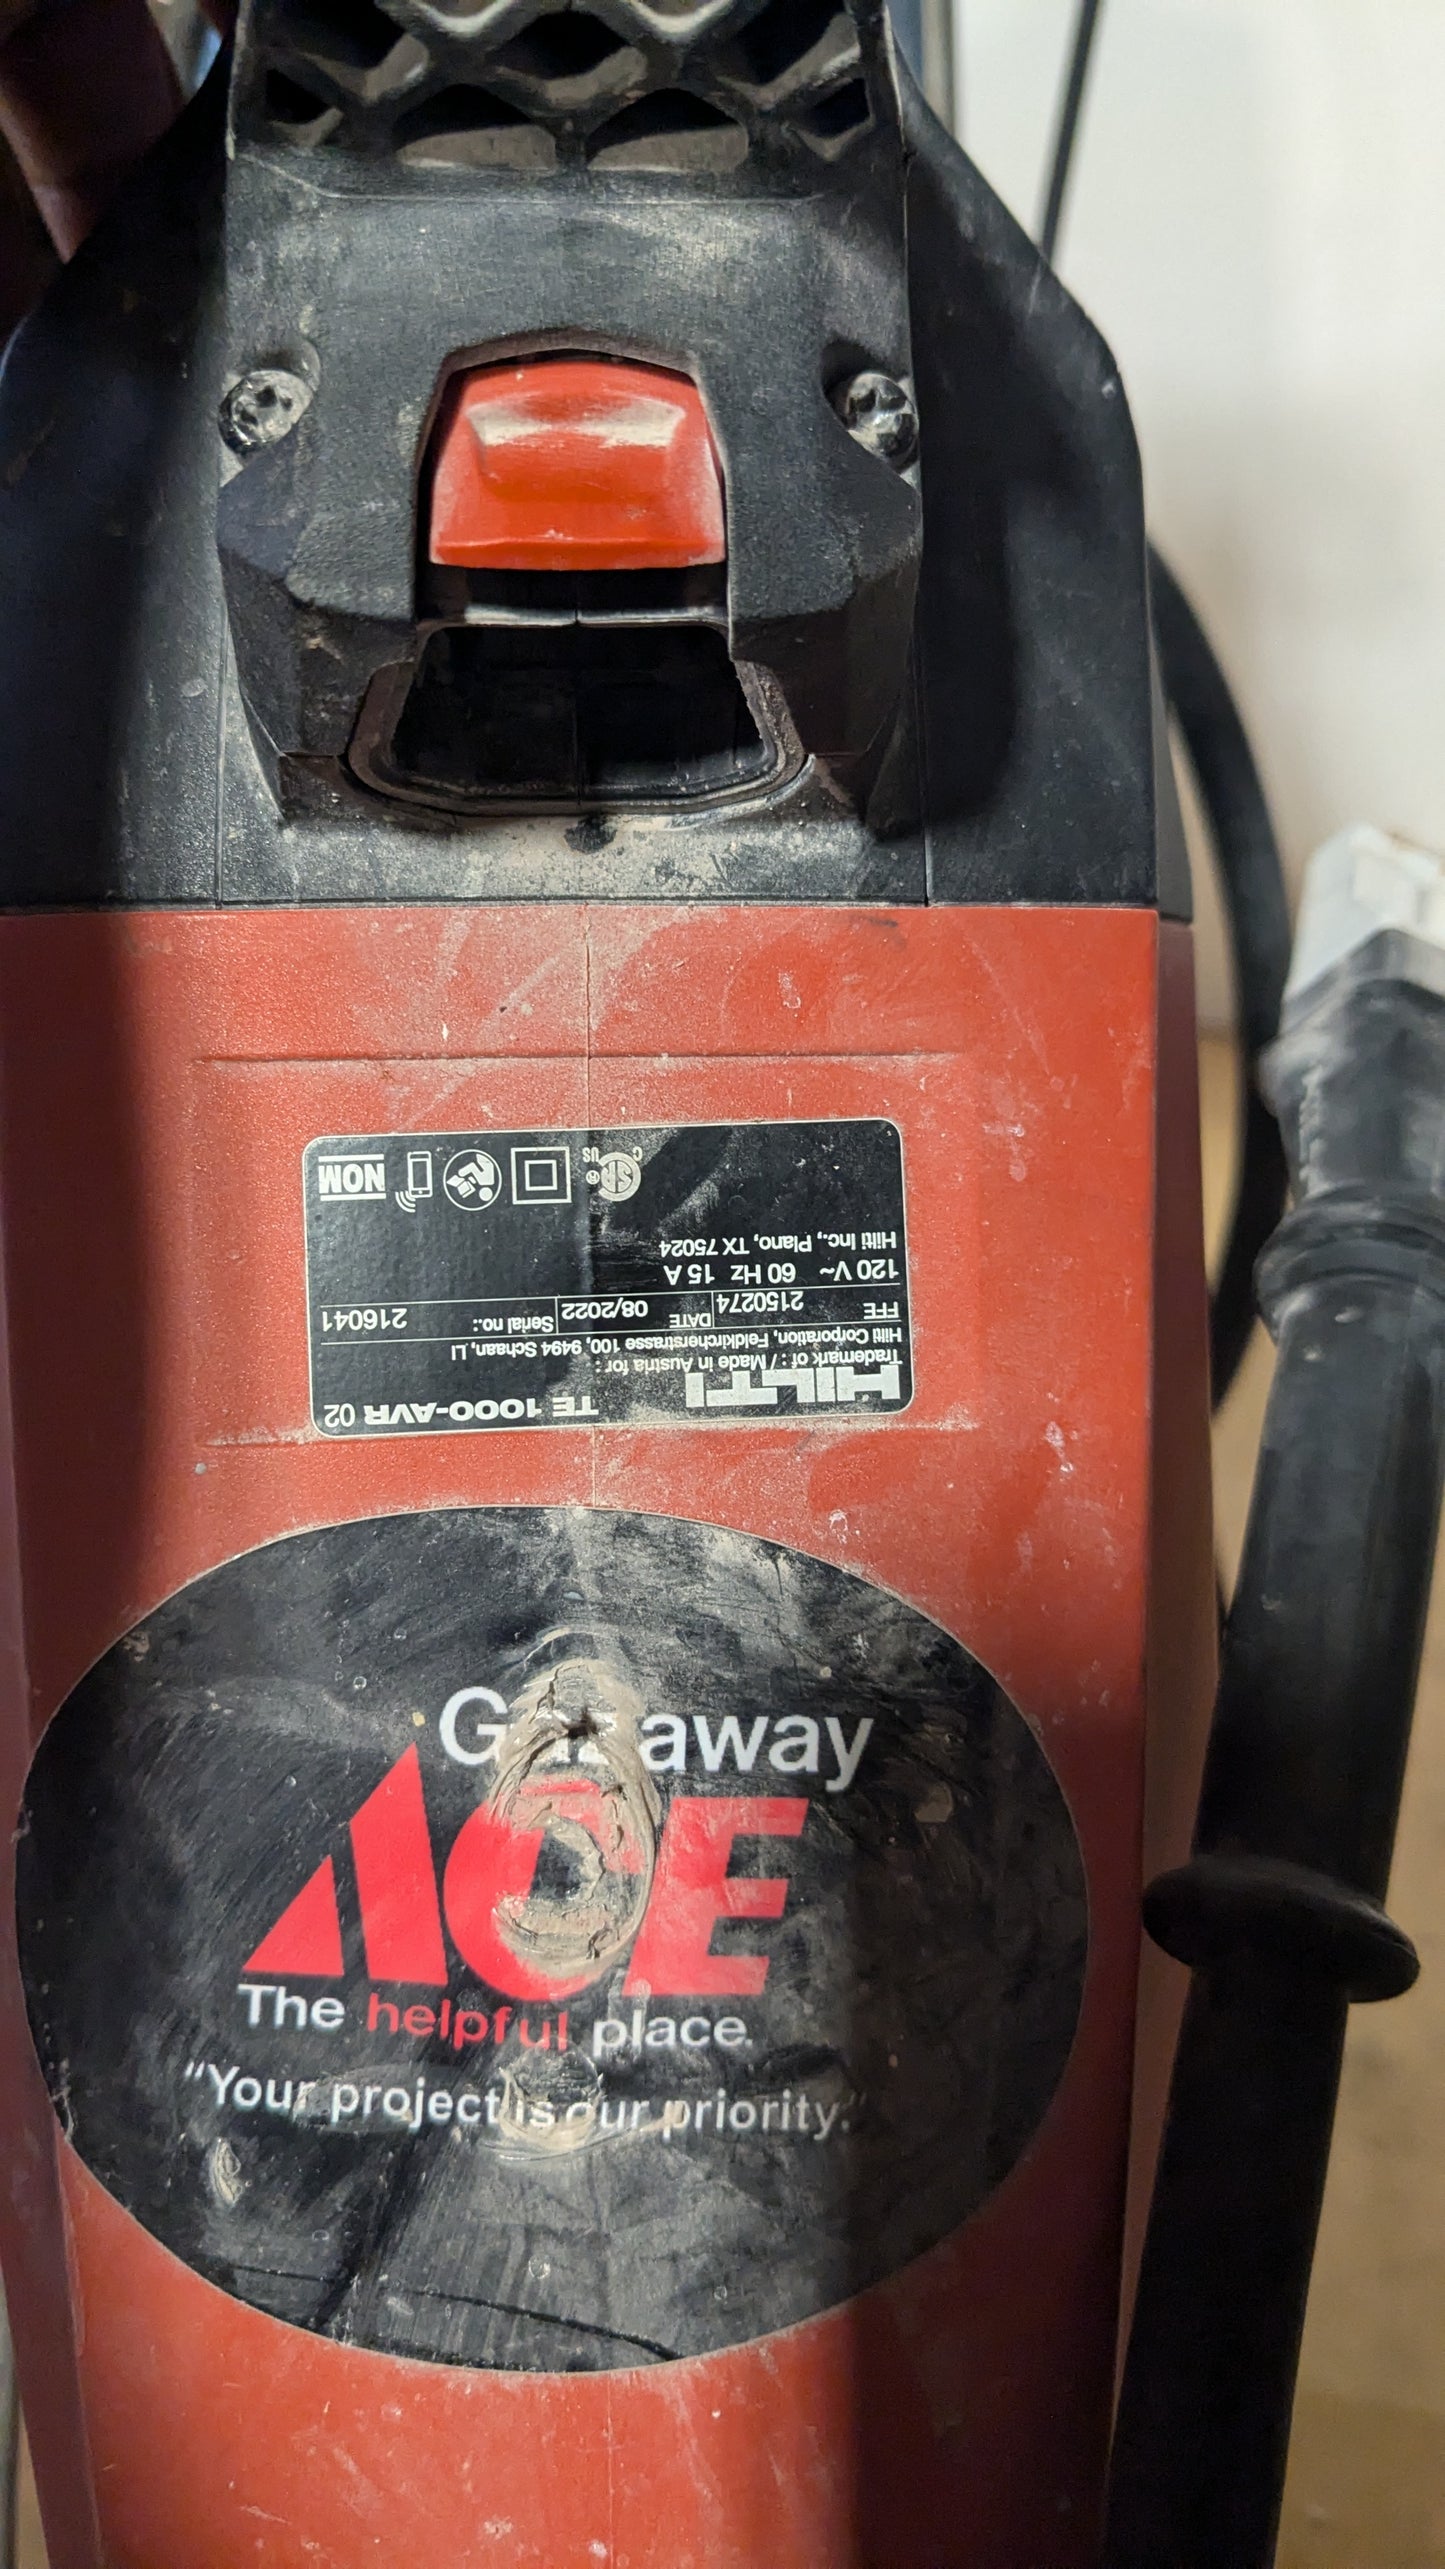 HILTI TE 1000-AVR 02
Trademark of : / Made in Austria for :
Hilti Corporation, Feldkircherstrasse 100, 9494 Schaan, LI
FFE 2150274 DATE 08/2022 Serial no.: 216041
120 V~ 60 Hz 15 A
Hilti Inc., Plano, TX 75024
C SA ® US NOM
away
ACE
The helpful place.
"Your project is our priority."